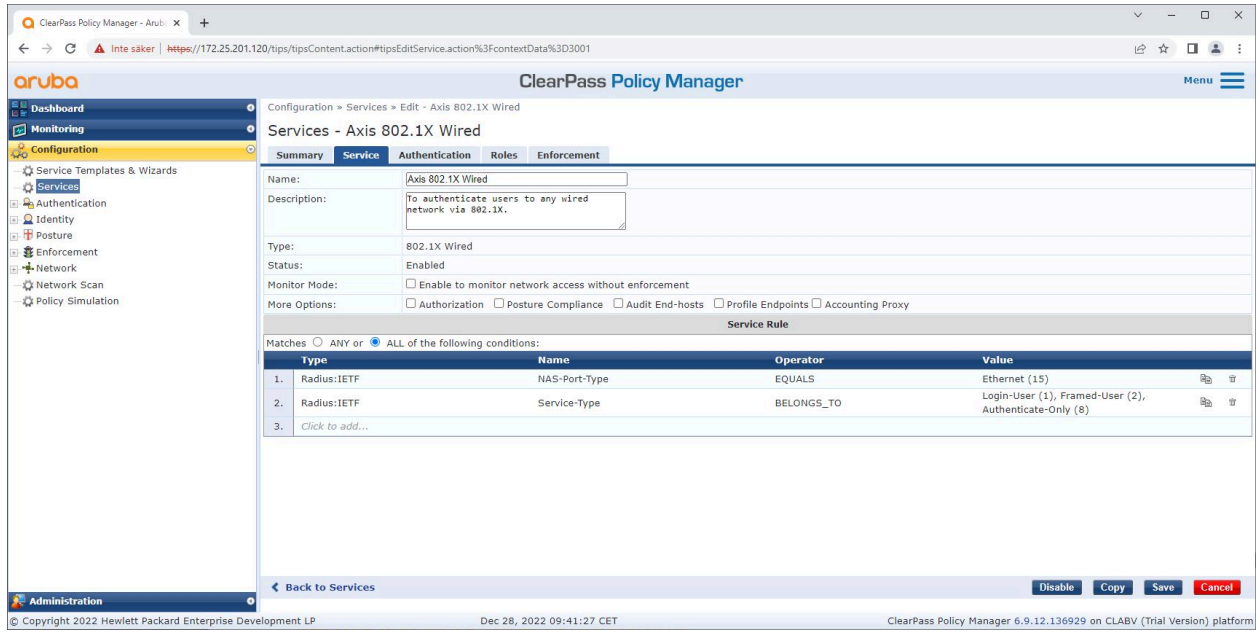 ClearPass Policy Manager - Arub
Inte säker | https://172.25.201.120/tips/tipsContent.action#tipsEditService.action%3FcontextData%3D3001
aruba
ClearPass Policy Manager
Menu
Dashboard
Monitoring
Configuration
Service Templates & Wizards
Services
Authentication
Identity
Posture
Enforcement
Network
Network Scan
Policy Simulation
Administration
Configuration » Services » Edit - Axis 802.1X Wired
Services - Axis 802.1X Wired
Summary Service Authentication Roles Enforcement
Name: Axis 802.1X Wired
Description: To authenticate users to any wired
network via 802.1X.
Type: 802.1X Wired
Status: Enabled
Monitor Mode: Enable to monitor network access without enforcement
More Options: Authorization Posture Compliance Audit End-hosts Profile Endpoints Accounting Proxy
Service Rule
Matches ANY or ALL of the following conditions:
Type Name Operator Value
1. Radius:IETF NAS-Port-Type EQUALS Ethernet (15)
2. Radius:IETF Service-Type BELONGS_TO Login-User (1), Framed-User (2),
Authenticate-Only (8)
3. Click to add...
Back to Services Disable Copy Save Cancel
© Copyright 2022 Hewlett Packard Enterprise Development LP Dec 28, 2022 09:41:27 CET ClearPass Policy Manager 6.9.12.136929 on CLABV (Trial Version) platform